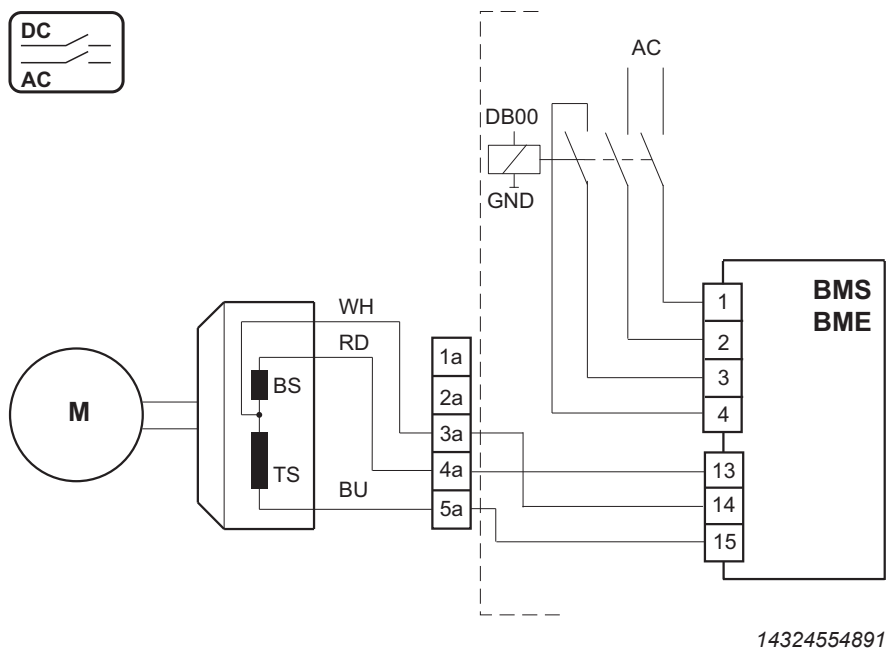 DC
AC
AC
DB00
GND
BMS
BME
1
2
3
4
WH
RD
BS
M
TS
BU
1a
2a
3a
4a
5a
13
14
15
14324554891